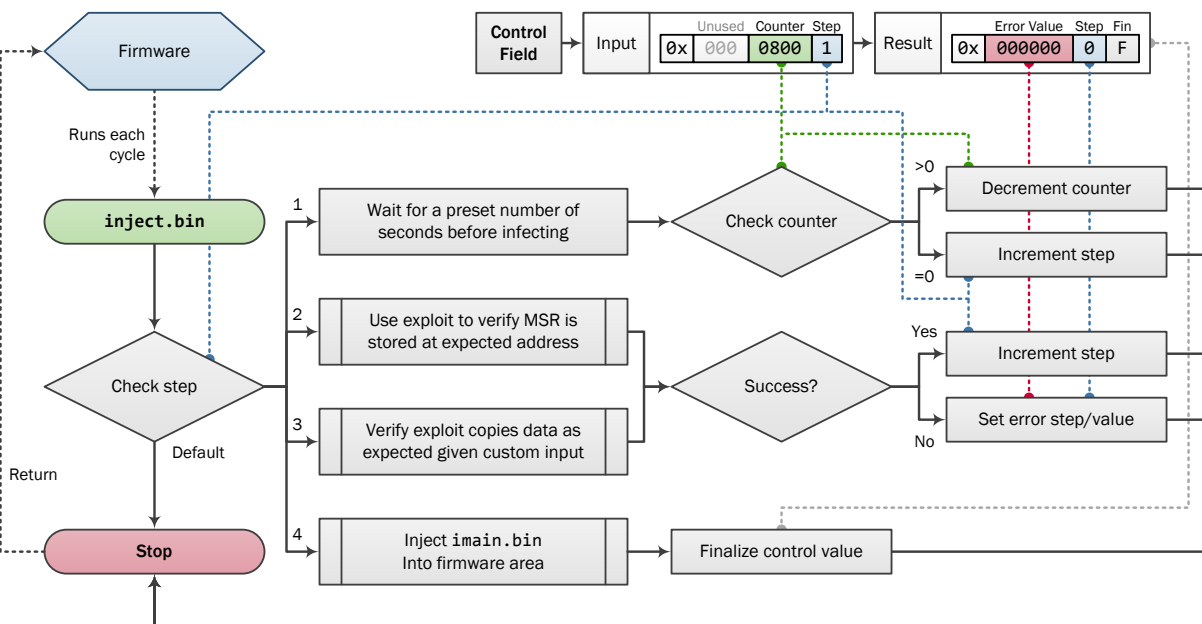 Firmware
Control
Field
Input
Unused Counter Step
0x 000 0800 1
Result
Error Value Step Fin
0x 000000 0 F
Runs each
cycle
inject.bin
Check step
Default
Return
Stop
1
Wait for a preset number of
seconds before infecting
2
Use exploit to verify MSR is
stored at expected address
3
Verify exploit copies data as
expected given custom input
4
Inject imain.bin
Into firmware area
Check counter
>0
Decrement counter
Increment step
=0
Success?
Yes
Increment step
Set error step/value
No
Finalize control value